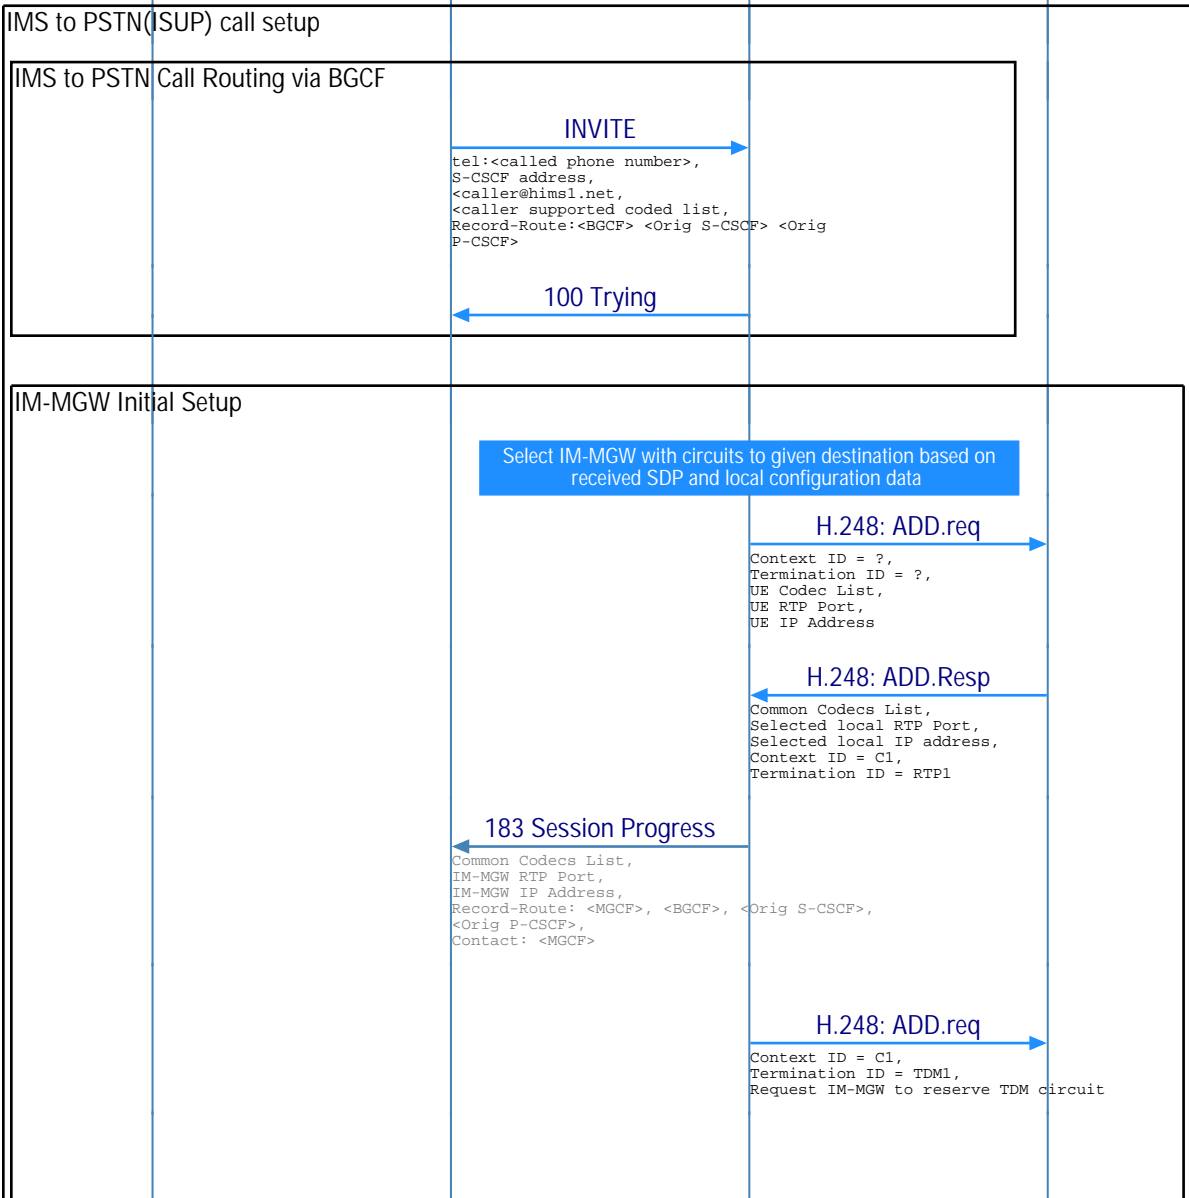 IMS to PSTN(ISUP) call setup
IMS to PSTN Call Routing via BGCF
INVITE
tel:<called phone number>,
S-CSCF address,
<caller@hims1.net,
<caller supported coded list,
Record-Route:<BGCF> <Orig S-CSCF> <Orig
P-CSCF>
100 Trying
IM-MGW Initial Setup
Select IM-MGW with circuits to given destination based on
received SDP and local configuration data
H.248: ADD.req
Context ID = ?,
Termination ID = ?,
UE Codec List,
UE RTP Port,
UE IP Address
H.248: ADD.Resp
Common Codecs List,
Selected local RTP Port,
Selected local IP address,
Context ID = C1,
Termination ID = RTP1
183 Session Progress
Common Codecs List,
IM-MGW RTP Port,
IM-MGW IP Address,
Record-Route: <MGCF>, <BGCF>, <Orig S-CSCF>,
<Orig P-CSCF>,
Contact: <MGCF>
H.248: ADD.req
Context ID = C1,
Termination ID = TDM1,
Request IM-MGW to reserve TDM circuit